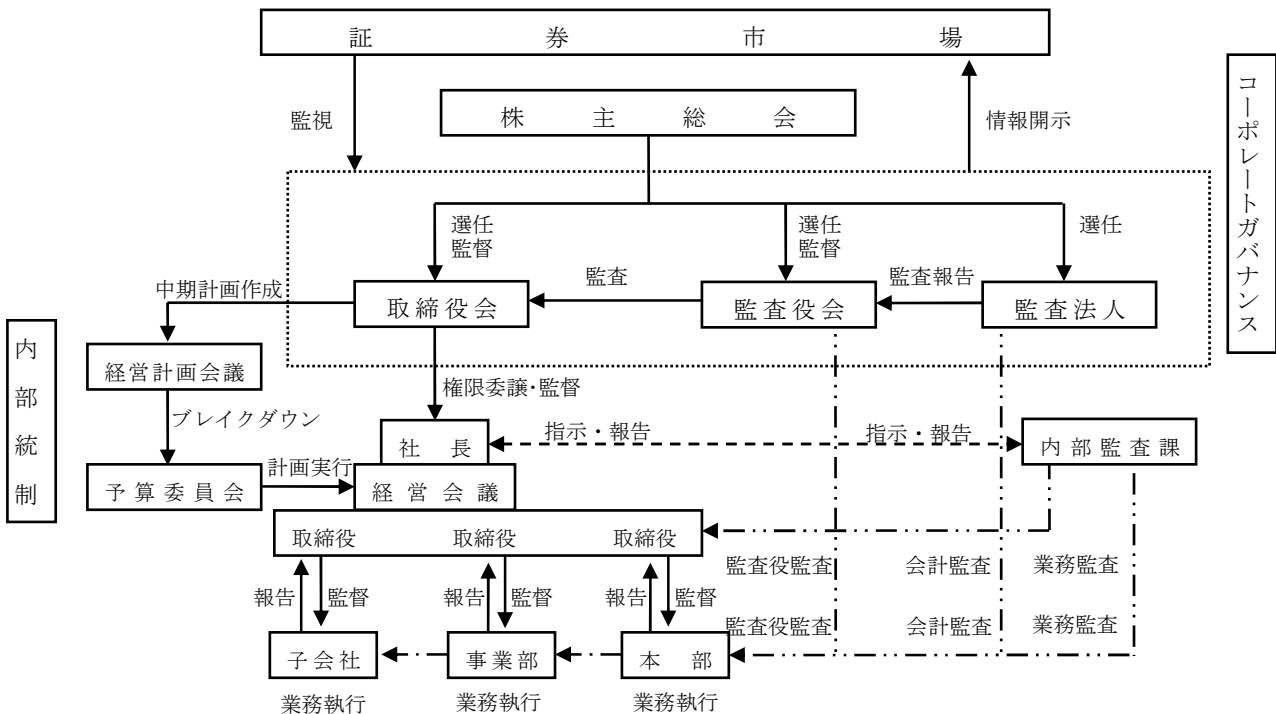 証券市場
監視
株主総会
情報開示
コーポレートガバナンス
選任
監督
選任
監督
選任
中期計画作成
取締役会
監査
監査役会
監査報告
監査法人
内部統制
経営計画会議
権限委譲・監督
ブレイクダウン
社長
指示・報告
指示・報告
内部監査課
予算委員会
計画実行
経営会議
取締役 取締役 取締役
監査役監査 会計監査 業務監査
報告 監督 報告 監督 報告 監督
監査役監査 会計監査 業務監査
子会社 事業部 本部
業務執行 業務執行 業務執行